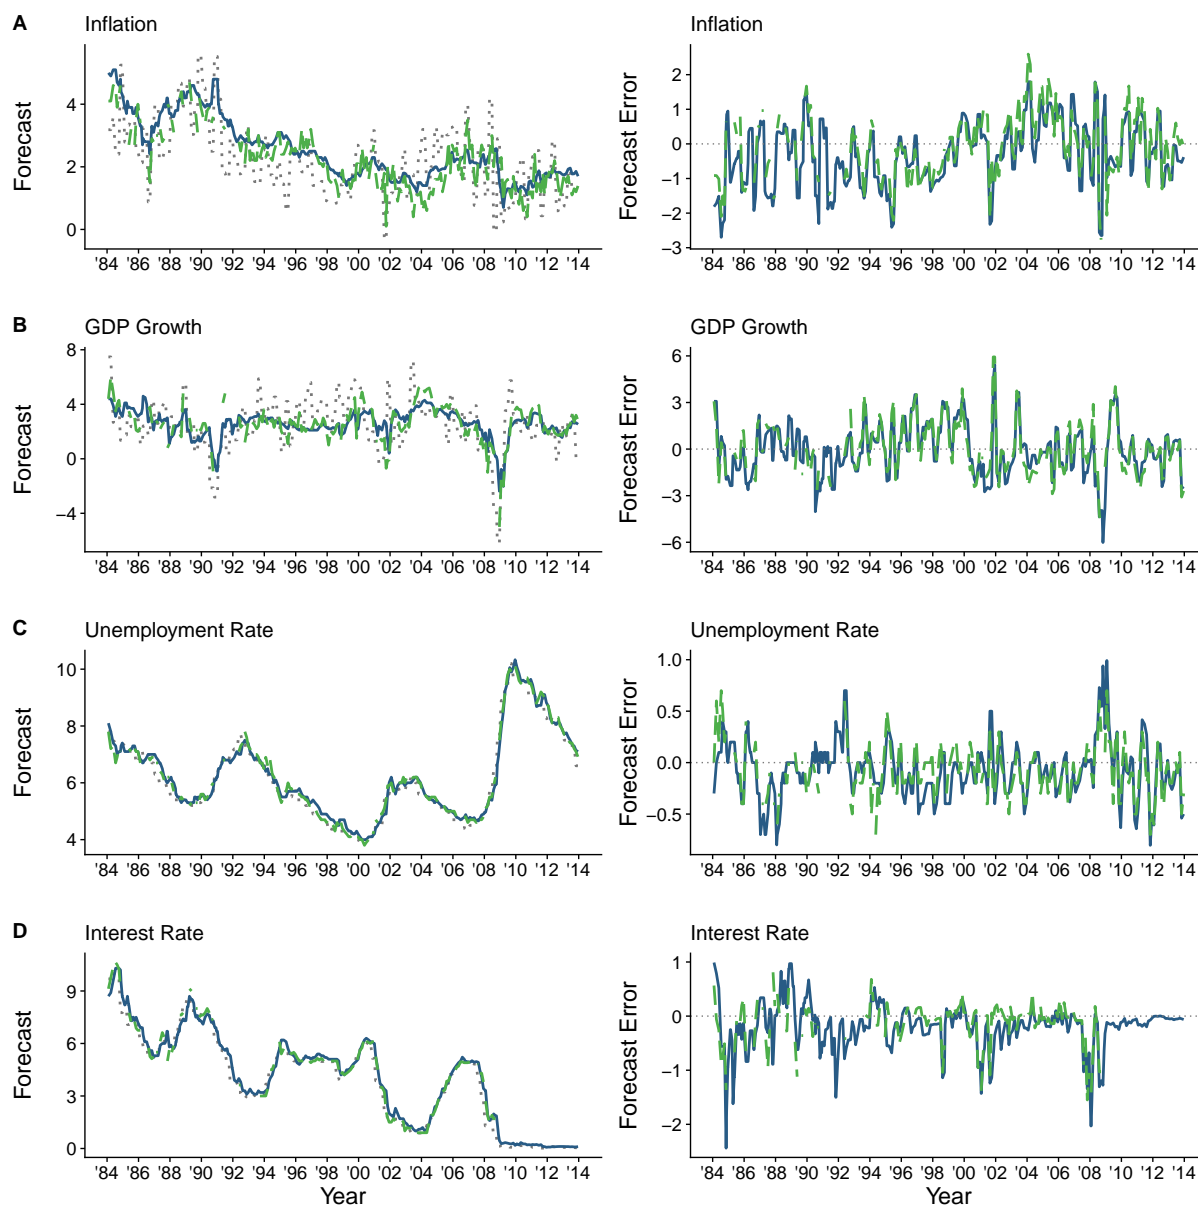 A
Inflation
Inflation
Forecast
4
2
0
'84 '86 '88 '90 '92 '94 '96 '98 '00 '02 '04 '06 '08 '10 '12 '14
Forecast Error
2
1
0
−1
−2
−3
'84 '86 '88 '90 '92 '94 '96 '98 '00 '02 '04 '06 '08 '10 '12 '14
B
GDP Growth
GDP Growth
Forecast
8
4
0
−4
'84 '86 '88 '90 '92 '94 '96 '98 '00 '02 '04 '06 '08 '10 '12 '14
Forecast Error
6
3
0
−3
−6
'84 '86 '88 '90 '92 '94 '96 '98 '00 '02 '04 '06 '08 '10 '12 '14
C
Unemployment Rate
Unemployment Rate
Forecast
10
8
6
4
'84 '86 '88 '90 '92 '94 '96 '98 '00 '02 '04 '06 '08 '10 '12 '14
Forecast Error
1.0
0.5
0.0
−0.5
'84 '86 '88 '90 '92 '94 '96 '98 '00 '02 '04 '06 '08 '10 '12 '14
D
Interest Rate
Interest Rate
Forecast
9
6
3
0
'84 '86 '88 '90 '92 '94 '96 '98 '00 '02 '04 '06 '08 '10 '12 '14
Year
Forecast Error
1
0
−1
−2
'84 '86 '88 '90 '92 '94 '96 '98 '00 '02 '04 '06 '08 '10 '12 '14
Year